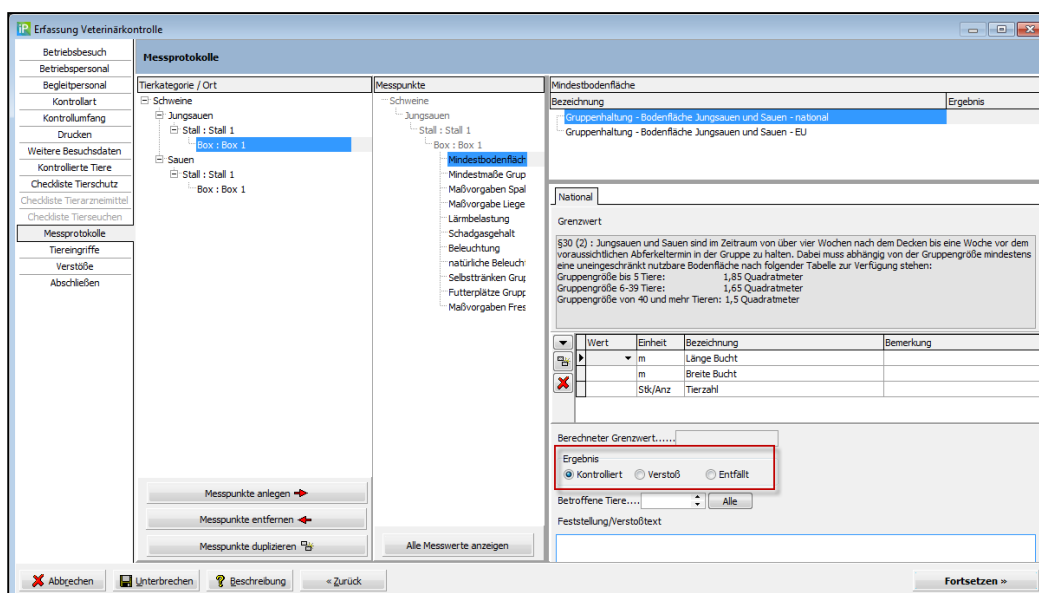 Erfassung Veterinärkontrolle
Betriebsbesuch
Betriebspersonal
Begleitpersonal
Kontrollart
Kontrollumfang
Drucken
Weitere Besuchsdaten
Kontrollierte Tiere
Checkliste Tierschutz
Checkliste Tierarzneimittel
Checkliste Tierseuchen
Messprotokolle
Tiereingriffe
Verstöße
Abschließen
Messprotokolle
Tierkategorie / Ort
Schweine
Jungsauen
Stall : Stall 1
Box : Box 1
Sauen
Stall : Stall 1
Box : Box 1
Messpunkte anlegen
Messpunkte entfernen
Messpunkte duplizieren
Messpunkte
Schweine
Jungsauen
Stall : Stall 1
Box : Box 1
Mindestbodenfläch
Mindestmaße Grup
Maßvorgaben Spal
Maßvorgabe Liege
Lärmbelastung
Schadgasgehalt
Beleuchtung
natürliche Beleuch
Selbsttränken Grup
Futterplätze Grupp
Maßvorgaben Fres
Alle Messwerte anzeigen
Mindestbodenfläche
Bezeichnung Ergebnis
Gruppenhaltung - Bodenfläche Jungsauen und Sauen - national
Gruppenhaltung - Bodenfläche Jungsauen und Sauen - EU
National
Grenzwert
§30 (2) : Jungsauen und Sauen sind im Zeitraum von über vier Wochen nach dem Decken bis eine Woche vor dem
voraussichtlichen Abferkeltermin in der Gruppe zu halten. Dabei muss abhängig von der Gruppengröße mindestens
eine uneingeschränkt nutzbare Bodenfläche nach folgender Tabelle zur Verfügung stehen:
Gruppengröße bis 5 Tiere: 1,85 Quadratmeter
Gruppengröße 6-39 Tiere: 1,65 Quadratmeter
Gruppengröße von 40 und mehr Tieren: 1,5 Quadratmeter
Wert Einheit Bezeichnung Bemerkung
m Länge Bucht
m Breite Bucht
Stk/Anz Tierzahl
Berechneter Grenzwert......
Ergebnis
Kontrolliert Verstoß Entfällt
Betroffene Tiere.... Alle
Feststellung/Verstoßtext
Abbrechen Unterbrechen Beschreibung « Zurück Fortsetzen »